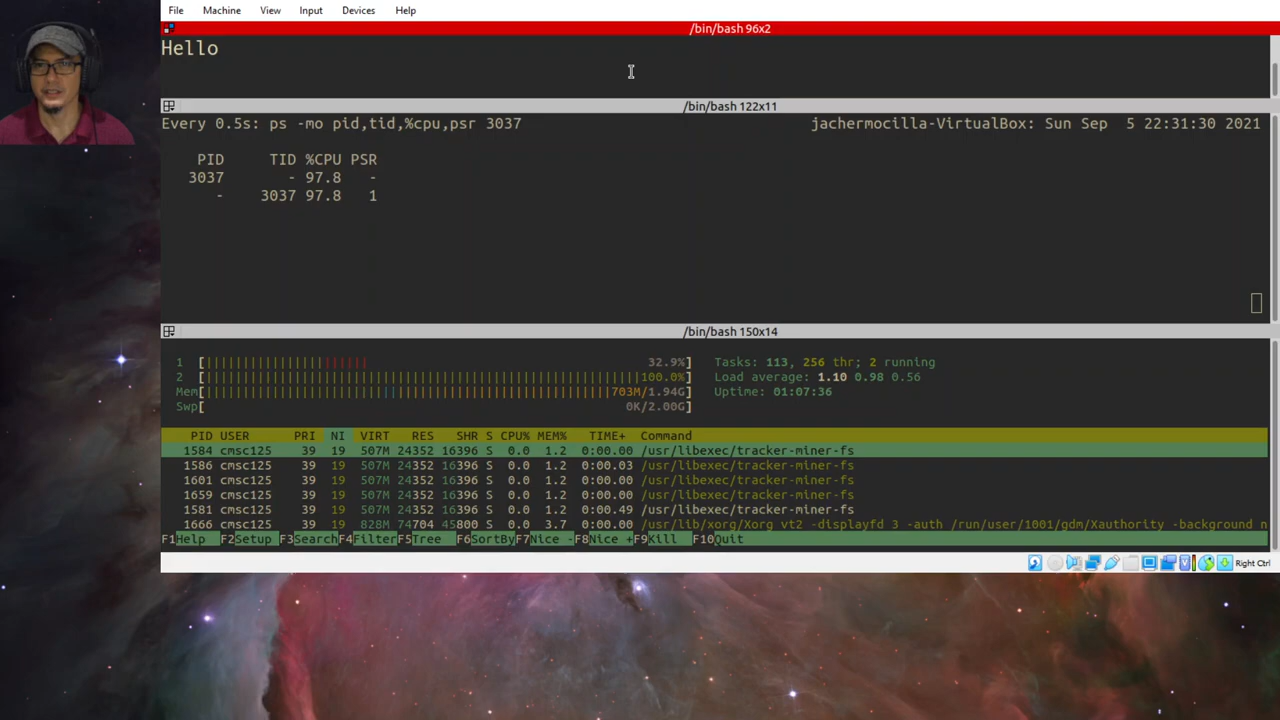 File Machine View Input Devices Help
/bin/bash 96x2
Hello
/bin/bash 122x11
Every 0.5s: ps -mo pid,tid,%cpu,psr 3037 jachermocilla-VirtualBox: Sun Sep 5 22:31:30 2021
PID TID %CPU PSR
3037 - 97.8 -
- 3037 97.8 1
/bin/bash 150x14
1 [||||||||||||||||||||||| 32.9%] Tasks: 113, 256 thr; 2 running
2 [||||||||||||||||||||||||||||||||||||||||||||||||||||||||||||100.0%] Load average: 1.10 0.98 0.56
Mem[||||||||||||||||||||||||||||||||||||||||||||||||||||||||703M/1.94G] Uptime: 01:07:36
Swp[ 0K/2.00G]
PID USER PRI NI VIRT RES SHR S CPU% MEM% TIME+ Command
1584 cmsc125 39 19 507M 24352 16396 S 0.0 1.2 0:00.00 /usr/libexec/tracker-miner-fs
1586 cmsc125 39 19 507M 24352 16396 S 0.0 1.2 0:00.03 /usr/libexec/tracker-miner-fs
1601 cmsc125 39 19 507M 24352 16396 S 0.0 1.2 0:00.00 /usr/libexec/tracker-miner-fs
1659 cmsc125 39 19 507M 24352 16396 S 0.0 1.2 0:00.00 /usr/libexec/tracker-miner-fs
1581 cmsc125 39 19 507M 24352 16396 S 0.0 1.2 0:00.49 /usr/libexec/tracker-miner-fs
1666 cmsc125 39 19 828M 74704 45800 S 0.0 3.7 0:00.00 /usr/lib/xorg/Xorg vt2 -displayfd 3 -auth /run/user/1001/gdm/Xauthority -background n
F1Help F2Setup F3SearchF4FilterF5Tree F6SortByF7Nice -F8Nice +F9Kill F10Quit
Right Ctrl